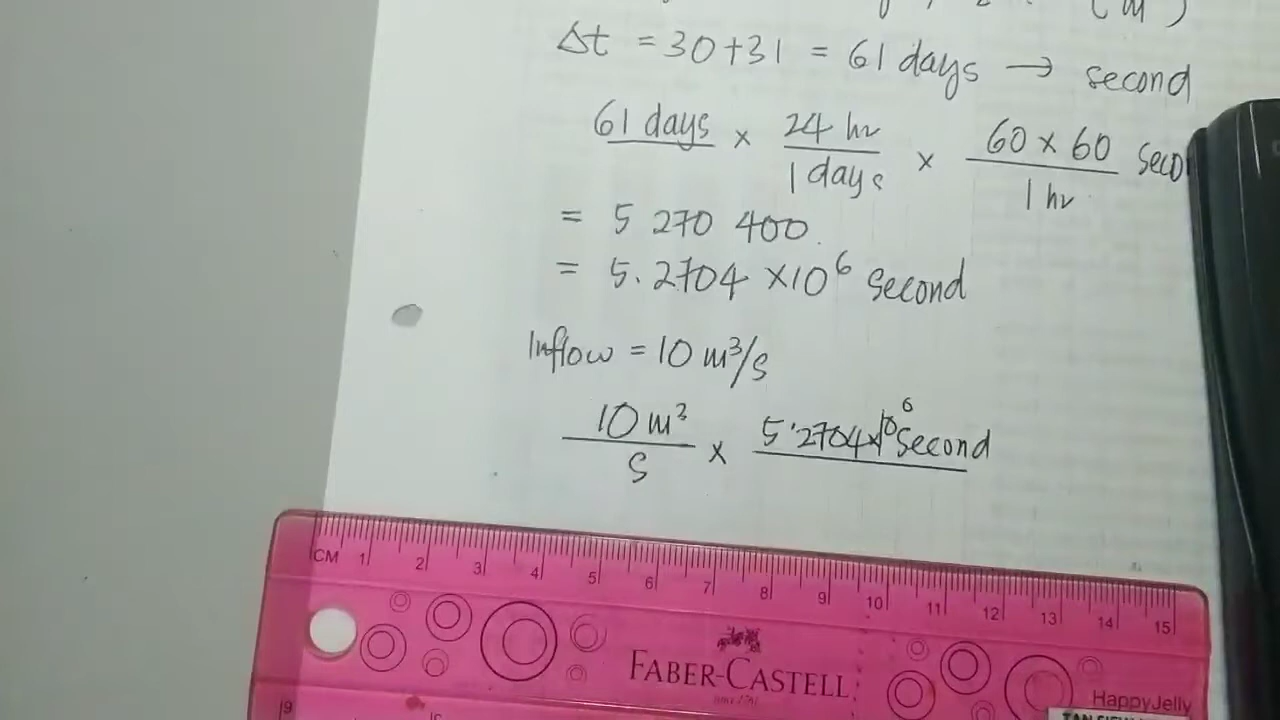 (m)
Δt = 30+31 = 61 days → second
61 days × 24 hr / 1 days × 60 × 60 / 1 hr
= 5 270 400
= 5.2704 ×10⁶ second
Inflow = 10 m³/s
10 m³ / s × 5.2704×10⁶ second
CM 1 2 3 4 5 6 7 8 9 10 11 12 13 14 15
FABER-CASTELL
HappyJelly